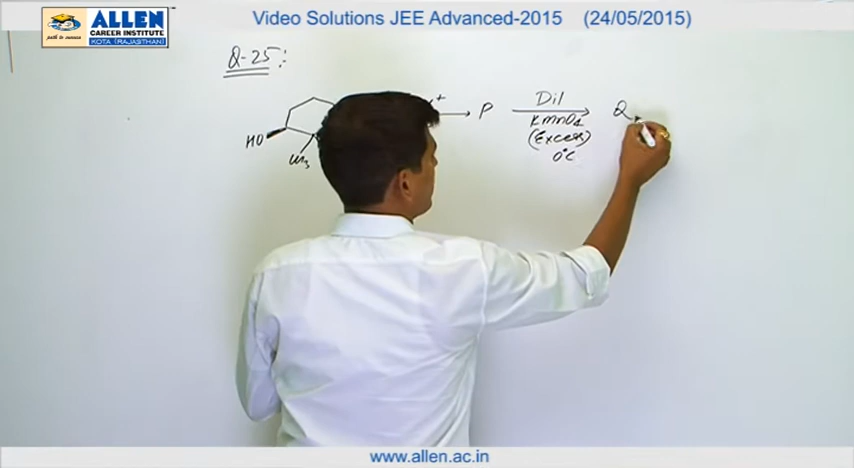 Video Solutions JEE Advanced-2015 (24/05/2015)
ALLEN
CAREER INSTITUTE
path to success
KOTA (RAJASTHAN)
Q-25:
HO
CH3
+
P
Dil
KMnO4
(Excess)
0°C
Q
www.allen.ac.in